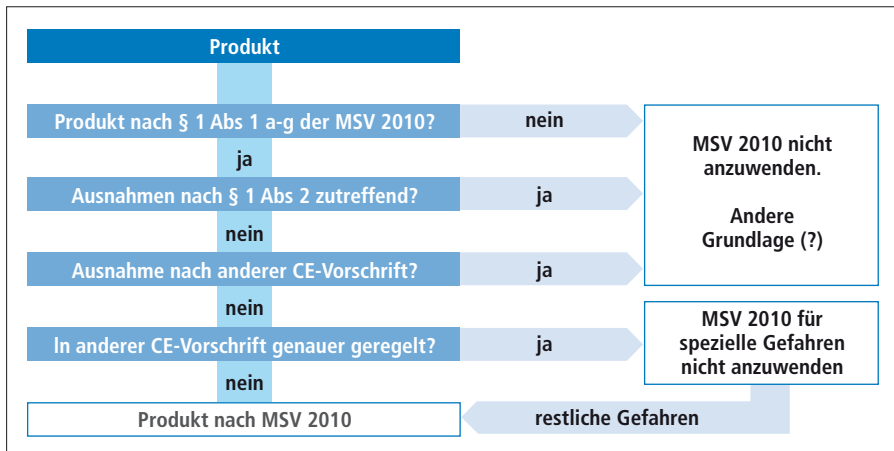 Produkt
Produkt nach § 1 Abs 1 a-g der MSV 2010?
nein
ja
MSV 2010 nicht
anzuwenden.
Andere
Grundlage (?)
Ausnahmen nach § 1 Abs 2 zutreffend?
ja
nein
Ausnahme nach anderer CE-Vorschrift?
ja
nein
In anderer CE-Vorschrift genauer geregelt?
ja
MSV 2010 für
spezielle Gefahren
nicht anzuwenden
nein
Produkt nach MSV 2010
restliche Gefahren